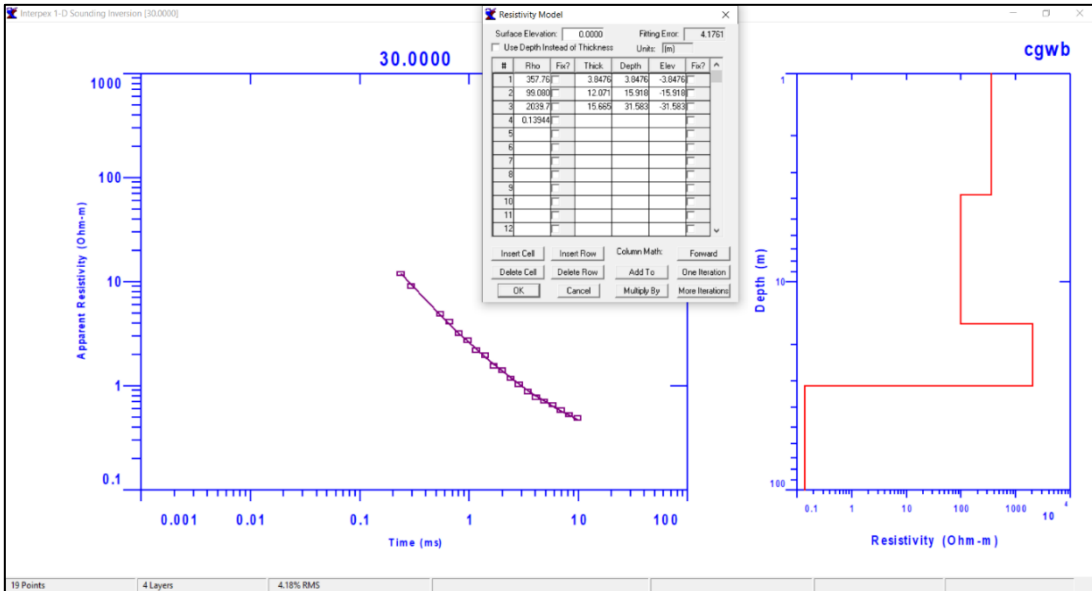 Interpex 1-D Sounding Inversion [30.0000]
30.0000
1000
100
10
1
0.1
Apparent Resistivity (Ohm-m)
0.001 0.01 0.1 1 10 100
Time (ms)
Resistivity Model
Surface Elevation: 0.0000 Fitting Error: 4.1761
Use Depth Instead of Thickness Units: [m]
# Rho Fix? Thick Depth Elev Fix?
1 357.76 3.8476 3.8476 -3.8476
2 99.080 12.071 15.918 -15.918
3 2039.7 15.665 31.583 -31.583
4 0.13944
5
6
7
8
9
10
11
12
Insert Cell Insert Row Column Math: Forward
Delete Cell Delete Row Add To One Iteration
OK Cancel Multiply By More Iterations
cgwb
1
10
100
Depth (m)
0.1 1 10 100 1000 10 4
Resistivity (Ohm-m)
19 Points 4 Layers 4.18% RMS